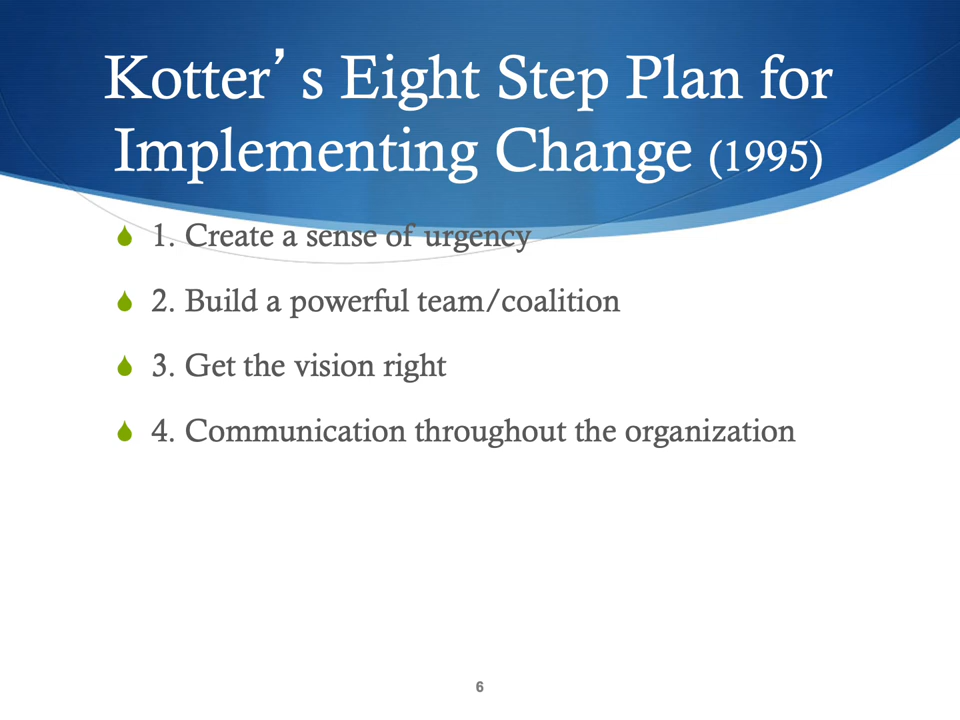 Kotter’s Eight Step Plan for
Implementing Change (1995)
1. Create a sense of urgency
2. Build a powerful team/coalition
3. Get the vision right
4. Communication throughout the organization
6